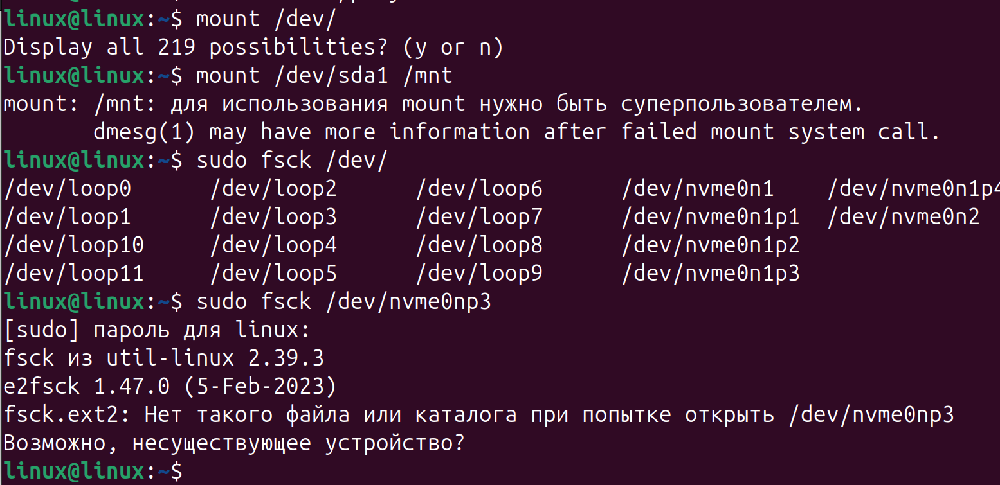 linux@linux:~$ mount /dev/
Display all 219 possibilities? (y or n)
linux@linux:~$ mount /dev/sda1 /mnt
mount: /mnt: для использования mount нужно быть суперпользователем.
       dmesg(1) may have more information after failed mount system call.
linux@linux:~$ sudo fsck /dev/
/dev/loop0      /dev/loop2      /dev/loop6      /dev/nvme0n1    /dev/nvme0n1p4
/dev/loop1      /dev/loop3      /dev/loop7      /dev/nvme0n1p1  /dev/nvme0n2
/dev/loop10     /dev/loop4      /dev/loop8      /dev/nvme0n1p2
/dev/loop11     /dev/loop5      /dev/loop9      /dev/nvme0n1p3
linux@linux:~$ sudo fsck /dev/nvme0np3
[sudo] пароль для linux:
fsck из util-linux 2.39.3
e2fsck 1.47.0 (5-Feb-2023)
fsck.ext2: Нет такого файла или каталога при попытке открыть /dev/nvme0np3
Возможно, несуществующее устройство?
linux@linux:~$